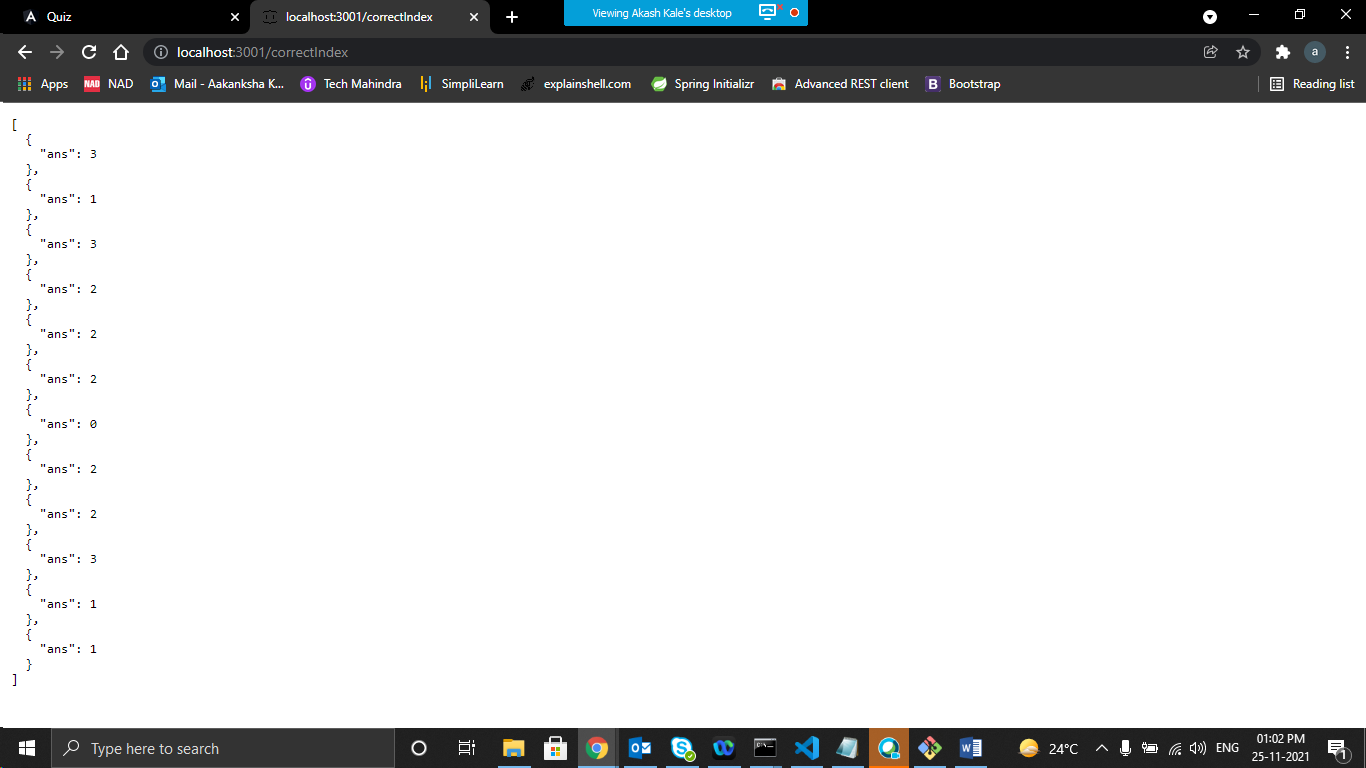 Quiz
localhost:3001/correctIndex
Viewing Akash Kale's desktop
localhost:3001/correctIndex
a
Apps
NAD NAD
Mail - Aakanksha K...
Tech Mahindra
SimpliLearn
explainshell.com
Spring Initializr
Advanced REST client
B Bootstrap
Reading list
[
{
"ans": 3
},
{
"ans": 1
},
{
"ans": 3
},
{
"ans": 2
},
{
"ans": 2
},
{
"ans": 2
},
{
"ans": 0
},
{
"ans": 2
},
{
"ans": 2
},
{
"ans": 3
},
{
"ans": 1
},
{
"ans": 1
}
]
Type here to search
24°C
ENG
01:02 PM
25-11-2021
1